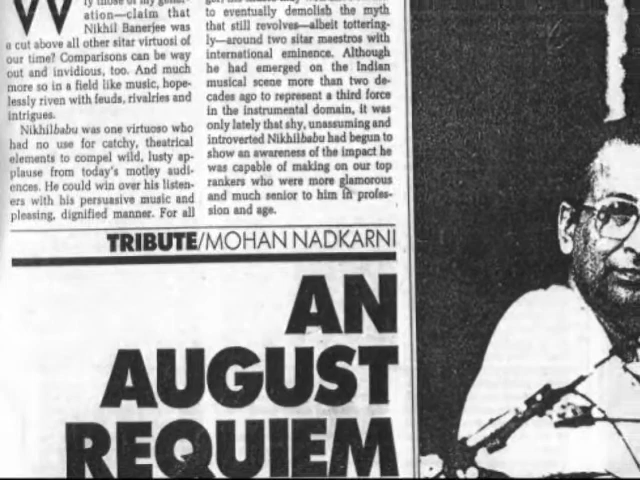 W
ly those of my gener-
ation—claim that
Nikhil Banerjee was
a cut above all other sitar virtuosi of
our time? Comparisons can be way
out and invidious, too. And much
more so in a field like music, hope-
lessly riven with feuds, rivalries and
intrigues.
Nikhilbabu was one virtuoso who
had no use for catchy, theatrical
elements to compel wild, lusty ap-
plause from today's motley audi-
ences. He could win over his listen-
ers with his persuasive music and
pleasing, dignified manner. For all
to eventually demolish the myth
that still revolves—albeit tottering-
ly—around two sitar maestros with
international eminence. Although
he had emerged on the Indian
musical scene more than two de-
cades ago to represent a third force
in the instrumental domain, it was
only lately that shy, unassuming and
introverted Nikhilbabu had begun to
show an awareness of the impact he
was capable of making on our top
rankers who were more glamorous
and much senior to him in profes-
sion and age.
TRIBUTE/MOHAN NADKARNI
AN
AUGUST
REQUIEM